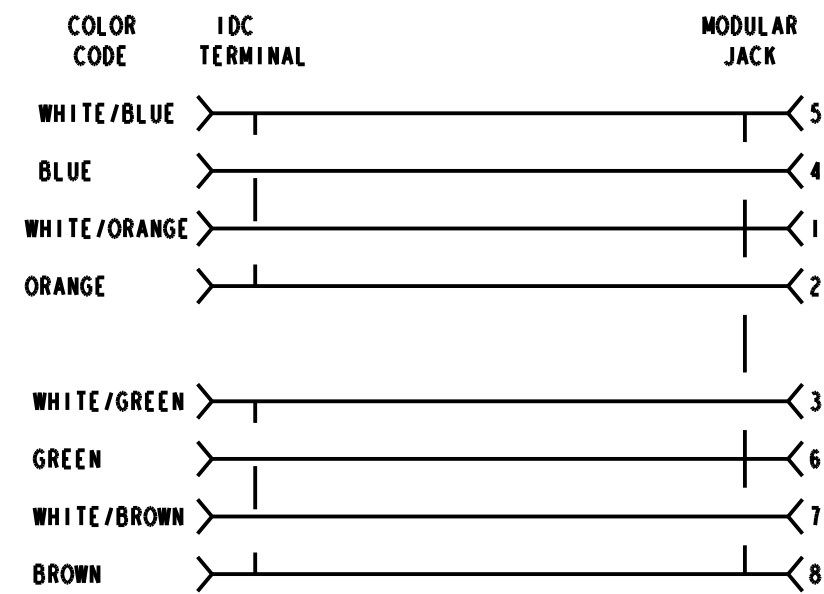 COLOR CODE IDC TERMINAL MODULAR JACK
WHITE/BLUE 5
BLUE 4
WHITE/ORANGE 1
ORANGE 2
WHITE/GREEN 3
GREEN 6
WHITE/BROWN 7
BROWN 8